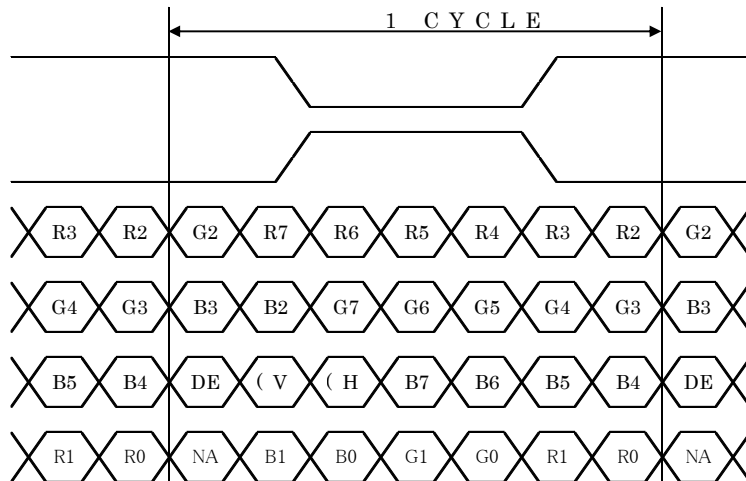 1 CYCLE
R3 R2 G2 R7 R6 R5 R4 R3 R2 G2
G4 G3 B3 B2 G7 G6 G5 G4 G3 B3
B5 B4 DE (V (H B7 B6 B5 B4 DE
R1 R0 NA B1 B0 G1 G0 R1 R0 NA